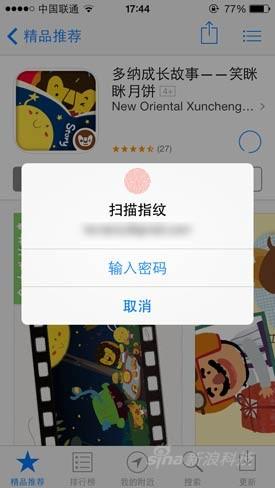 中国联通
17:44
77%
精品推荐
多纳成长故事——笑眯
眯月饼 4+
New Oriental Xuncheng...
(27)
Story
扫描指纹
输入密码
取消
精品推荐
排行榜
我的附近
搜索
更新
sina 新浪科技